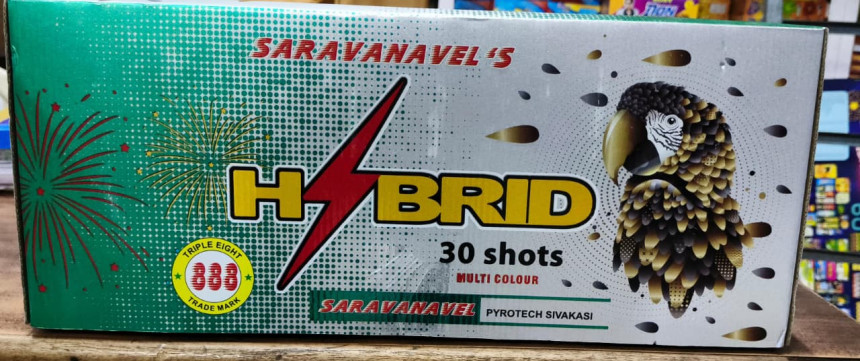 SARAVANAVEL'S
HYBRID
30 shots
MULTI COLOUR
TRIPLE EIGHT
888
TRADE MARK
SARAVANAVEL PYROTECH SIVAKASI